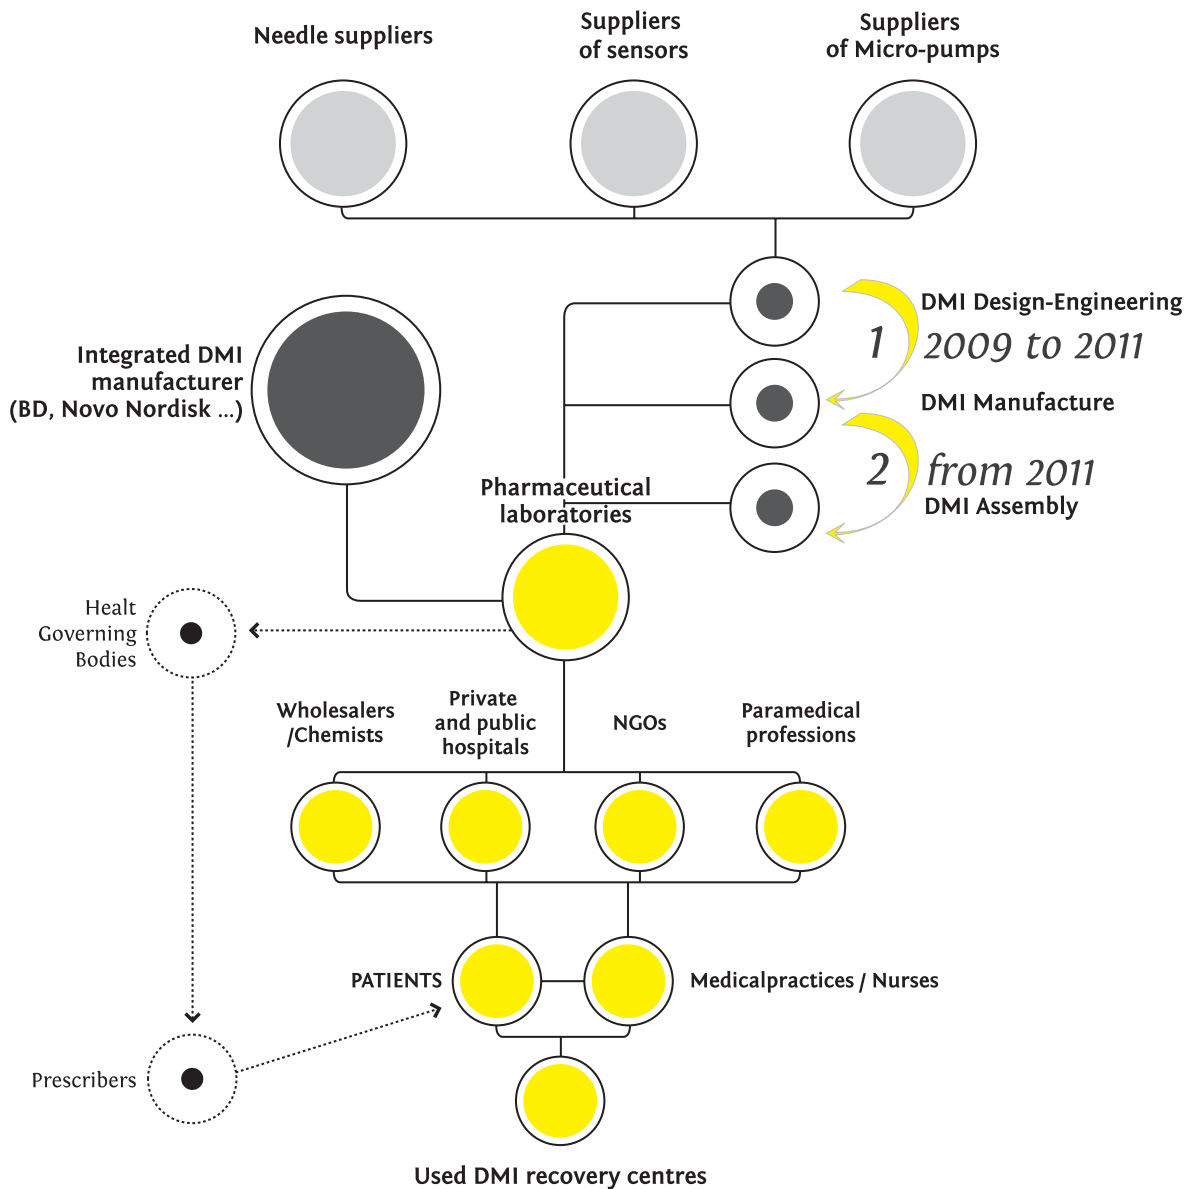 Needle suppliers
Suppliers
of sensors
Suppliers
of Micro-pumps
Integrated DMI
manufacturer
(BD, Novo Nordisk ...)
DMI Design-Engineering
1 2009 to 2011
DMI Manufacture
2 from 2011
DMI Assembly
Pharmaceutical
laboratories
Healt
Governing
Bodies
Wholesalers
/Chemists
Private
and public
hospitals
NGOs
Paramedical
professions
PATIENTS
Medicalpractices / Nurses
Prescribers
Used DMI recovery centres